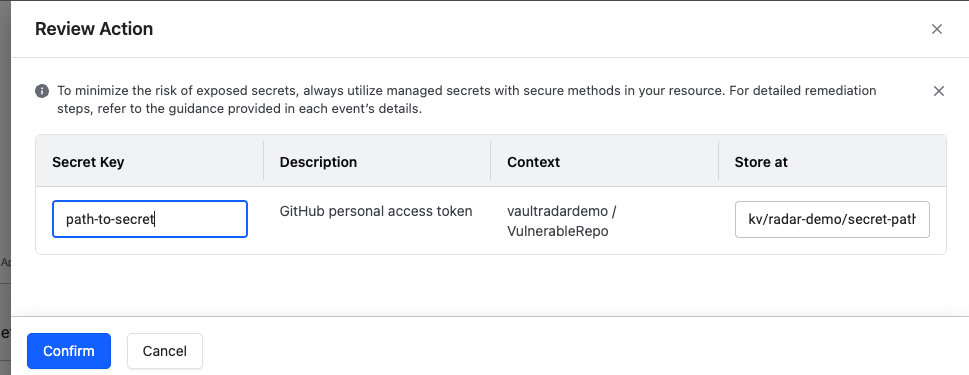 Review Action
To minimize the risk of exposed secrets, always utilize managed secrets with secure methods in your resource. For detailed remediation
steps, refer to the guidance provided in each event's details.
Secret Key Description Context Store at
path-to-secret GitHub personal access token vaultradardemo / kv/radar-demo/secret-path
VulnerableRepo
Confirm Cancel